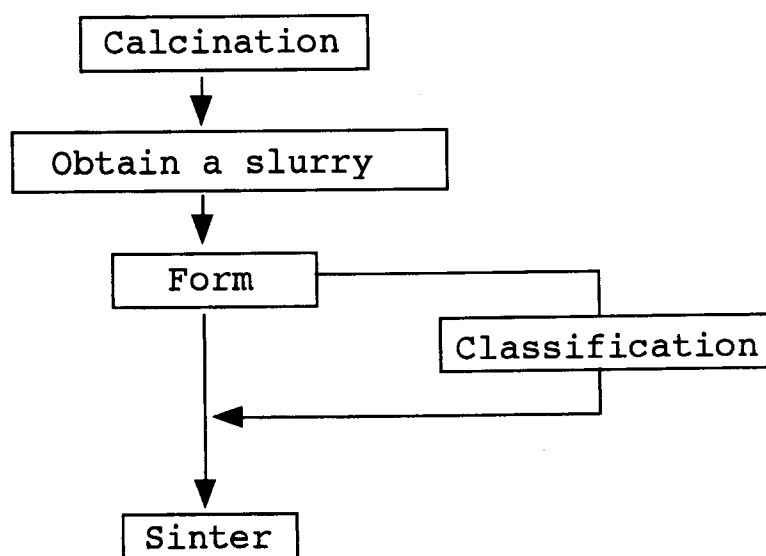 Calcination
Obtain a slurry
Form
Classification
Sinter